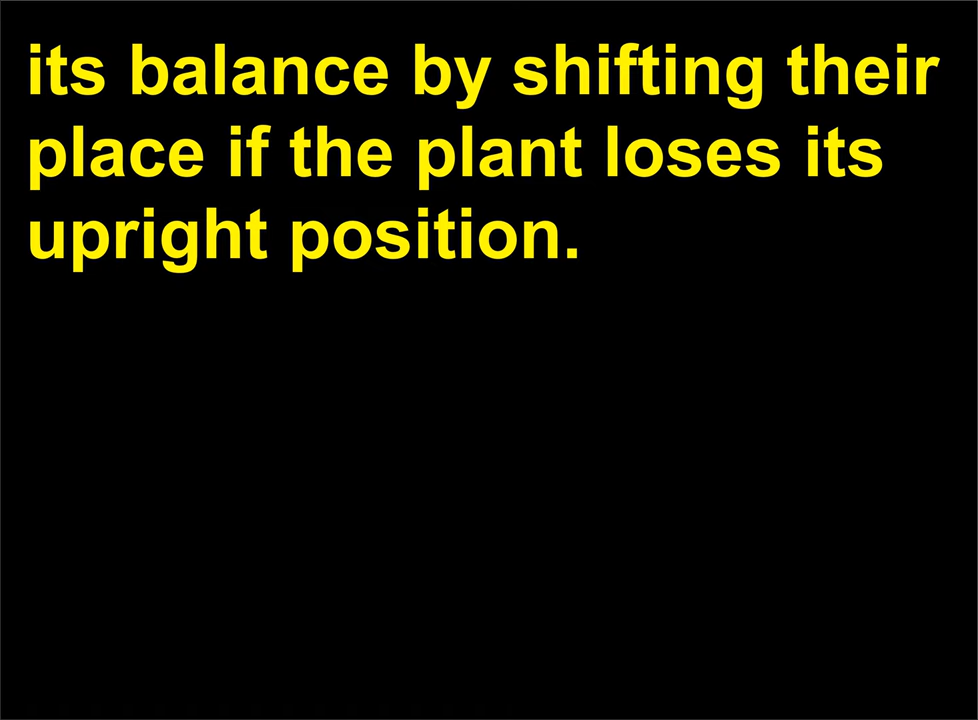 its balance by shifting their
place if the plant loses its
upright position.